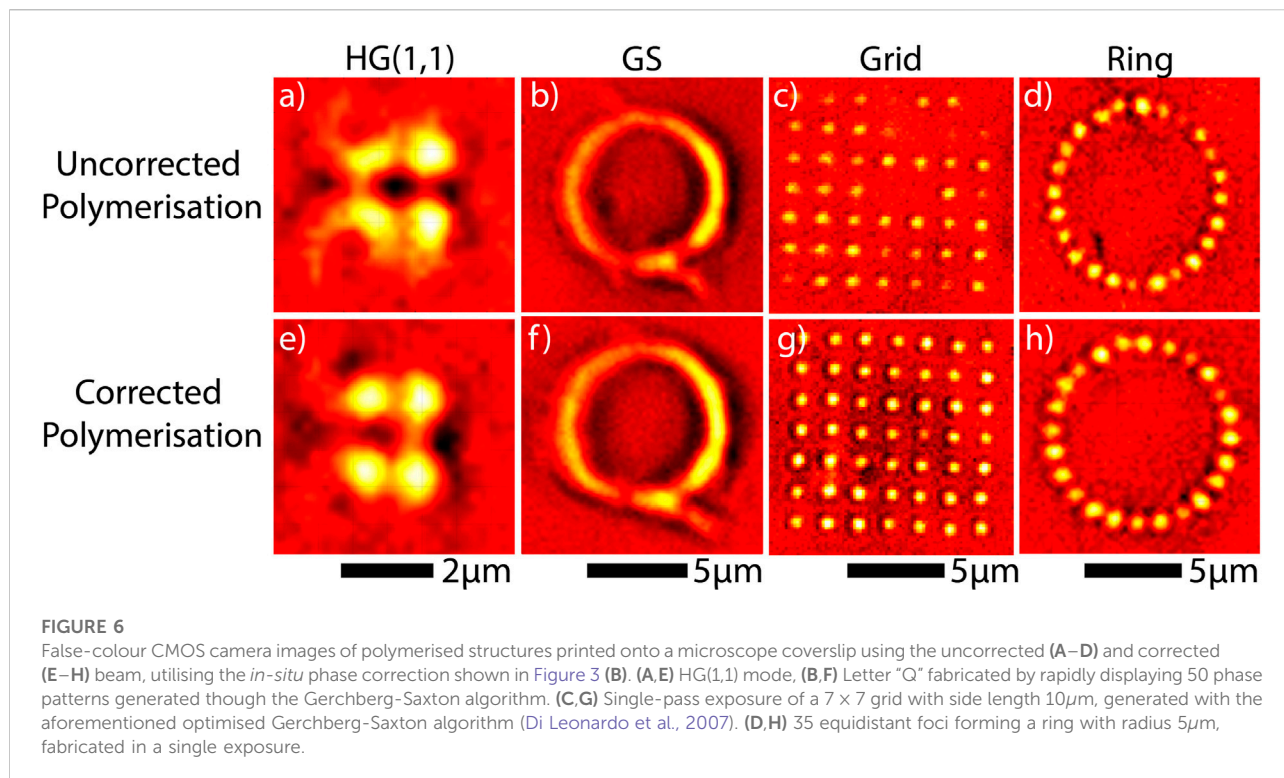 HG(1,1) GS Grid Ring
a) b) c) d)
Uncorrected
Polymerisation
e) f) g) h)
Corrected
Polymerisation
2μm 5μm 5μm 5μm
FIGURE 6
False-colour CMOS camera images of polymerised structures printed onto a microscope coverslip using the uncorrected (A–D) and corrected
(E–H) beam, utilising the in-situ phase correction shown in Figure 3 (B). (A,E) HG(1,1) mode, (B,F) Letter “Q” fabricated by rapidly displaying 50 phase
patterns generated though the Gerchberg-Saxton algorithm. (C,G) Single-pass exposure of a 7 × 7 grid with side length 10μm, generated with the
aforementioned optimised Gerchberg-Saxton algorithm (Di Leonardo et al., 2007). (D,H) 35 equidistant foci forming a ring with radius 5μm,
fabricated in a single exposure.